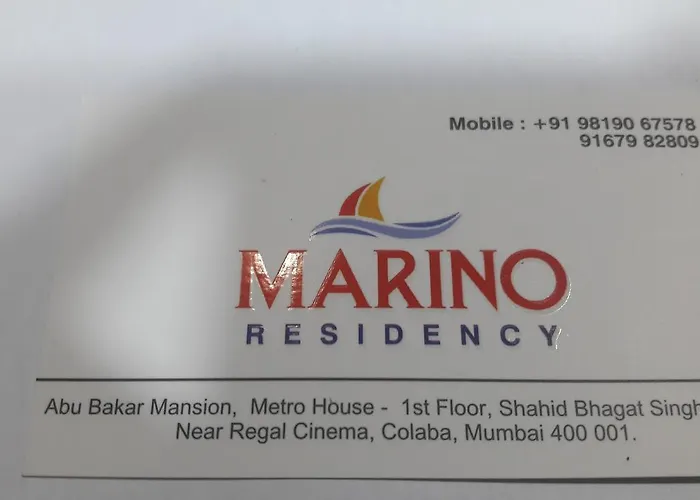 Mobile : +91 98190 67578
91679 82809
MARINO
RESIDENCY
Abu Bakar Mansion, Metro House - 1st Floor, Shahid Bhagat Singh
Near Regal Cinema, Colaba, Mumbai 400 001.